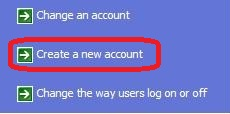 Change an account
Create a new account
Change the way users log on or off